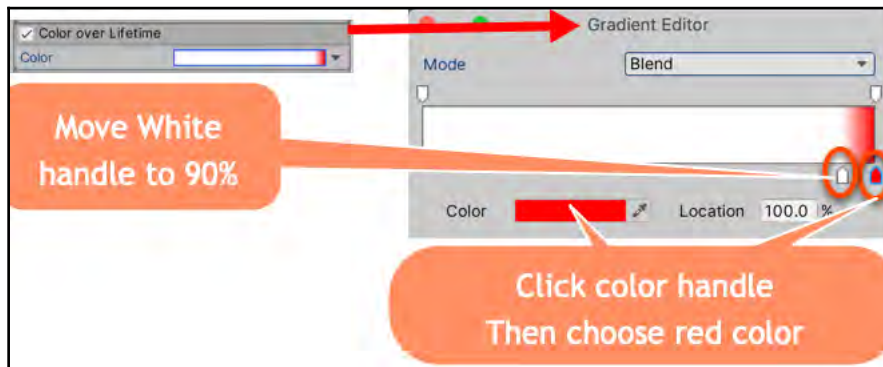 Color over Lifetime
Color
Gradient Editor
Mode
Blend
Move White
handle to 90%
Color
Location
100.0
%
Click color handle
Then choose red color